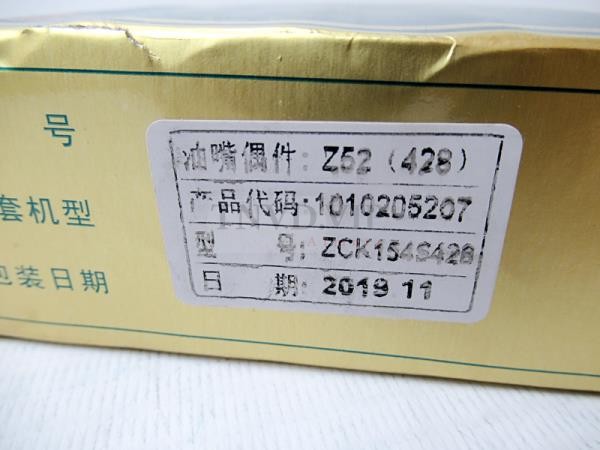 号
套机型
包装日期
油嘴偶件: Z52 (428)
产品代码:1010205207
型 号: ZCK154S428
日 期: 2019 11